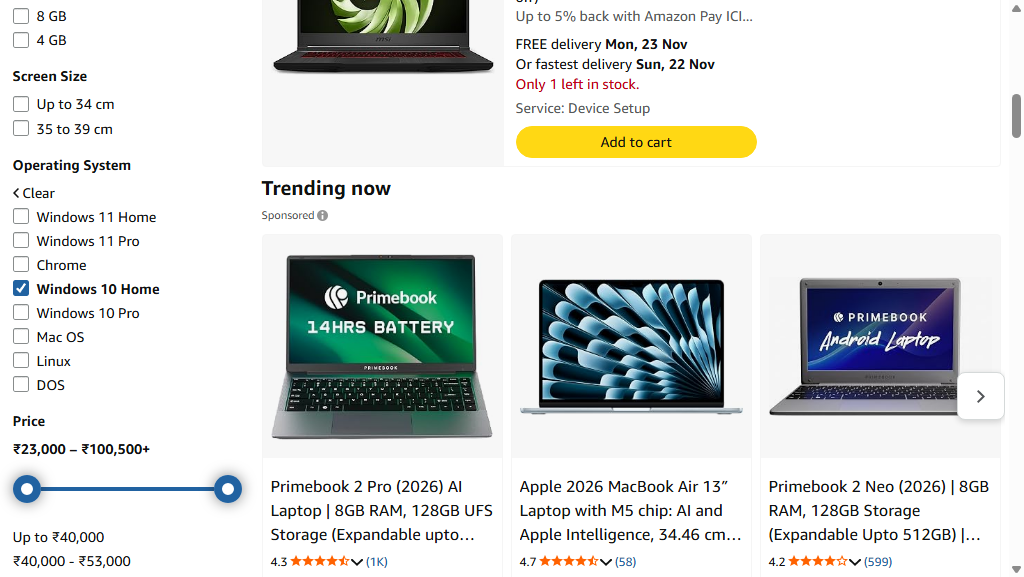 8 GB
4 GB
Screen Size
Up to 34 cm
35 to 39 cm
Operating System
Clear
Windows 11 Home
Windows 11 Pro
Chrome
Windows 10 Home
Windows 10 Pro
Mac OS
Linux
DOS
Price
₹23,000 – ₹100,500+
Up to ₹40,000
₹40,000 - ₹53,000
Up to 5% back with Amazon Pay ICI...
FREE delivery Mon, 23 Nov
Or fastest delivery Sun, 22 Nov
Only 1 left in stock.
Service: Device Setup
Add to cart
Trending now
Sponsored
Primebook
14HRS BATTERY
PRIMEBOOK
Primebook 2 Pro (2026) AI
Laptop | 8GB RAM, 128GB UFS
Storage (Expandable upto...
4.3 (1K)
Apple 2026 MacBook Air 13”
Laptop with M5 chip: AI and
Apple Intelligence, 34.46 cm...
4.7 (58)
PRIMEBOOK
Android Laptop
Primebook 2 Neo (2026) | 8GB
RAM, 128GB Storage
(Expandable Upto 512GB) |...
4.2 (599)